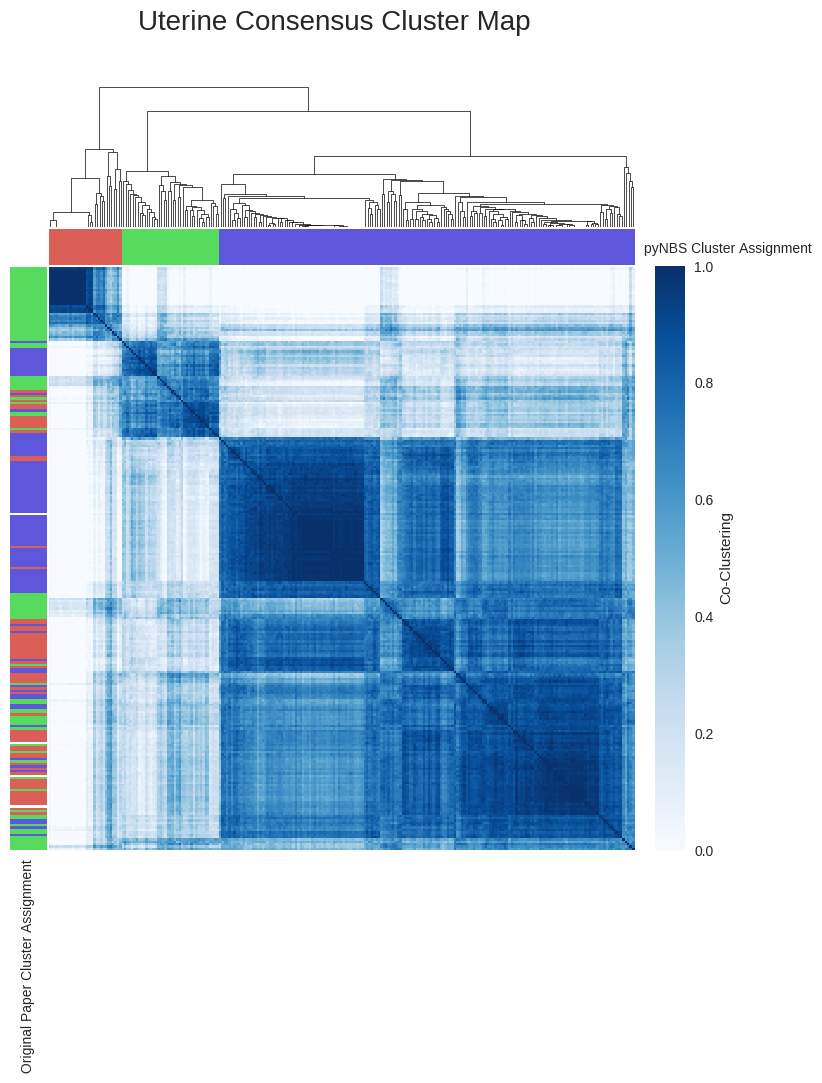 Uterine Consensus Cluster Map
pyNBS Cluster Assignment
1.0
0.8
0.6
0.4
0.2
0.0
Co-Clustering
Original Paper Cluster Assignment